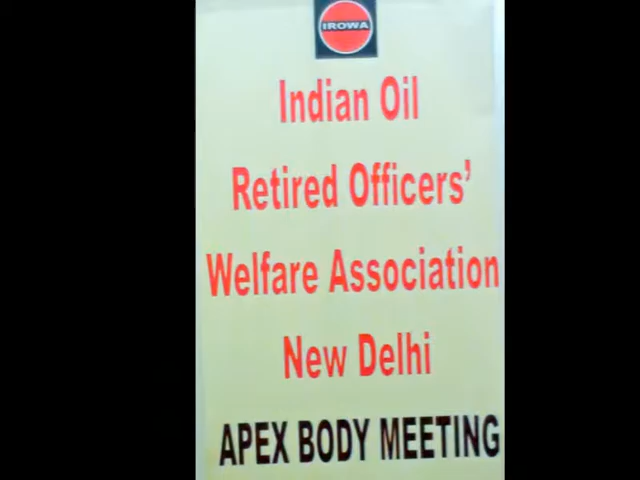 IROWA
Indian Oil
Retired Officers'
Welfare Association
New Delhi
APEX BODY MEETING